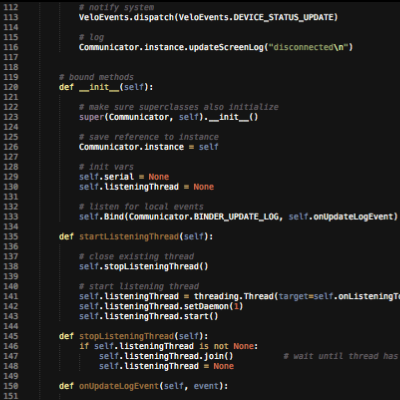 112 # notify system
113 VeloEvents.dispatch(VeloEvents.DEVICE_STATUS_UPDATE)
114
115 # log
116 Communicator.instance.updateScreenLog("disconnected\n")
117
118
119 # bound methods
120 def __init__(self):
121
122 # make sure superclasses also initialize
123 super(Communicator, self).__init__()
124
125 # save reference to instance
126 Communicator.instance = self
127
128 # init vars
129 self.serial = None
130 self.listeningThread = None
131
132 # listen for local events
133 self.Bind(Communicator.BINDER_UPDATE_LOG, self.onUpdateLogEvent)
134
135 def startListeningThread(self):
136
137 # close existing thread
138 self.stopListeningThread()
139
140 # start listening thread
141 self.listeningThread = threading.Thread(target=self.onListeningT
142 self.listeningThread.setDaemon(1)
143 self.listeningThread.start()
144
145 def stopListeningThread(self):
146 if self.listeningThread is not None:
147 self.listeningThread.join() # wait until thread has
148 self.listeningThread = None
149
150 def onUpdateLogEvent(self, event):
151